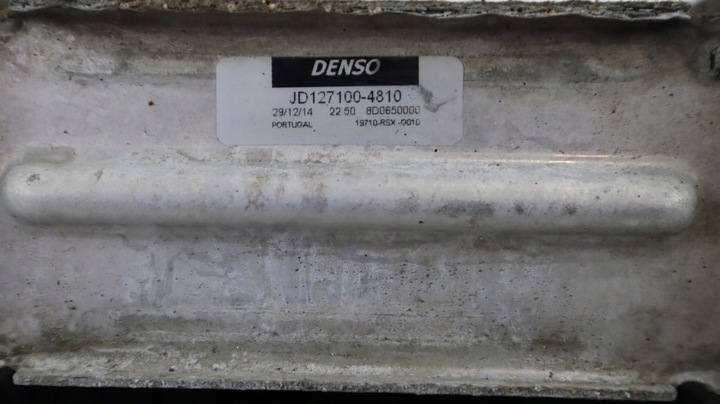 DENSO
JD127100-4810
29/12/14 22.50 8D0650000
PORTUGAL 19710-RSX -G010